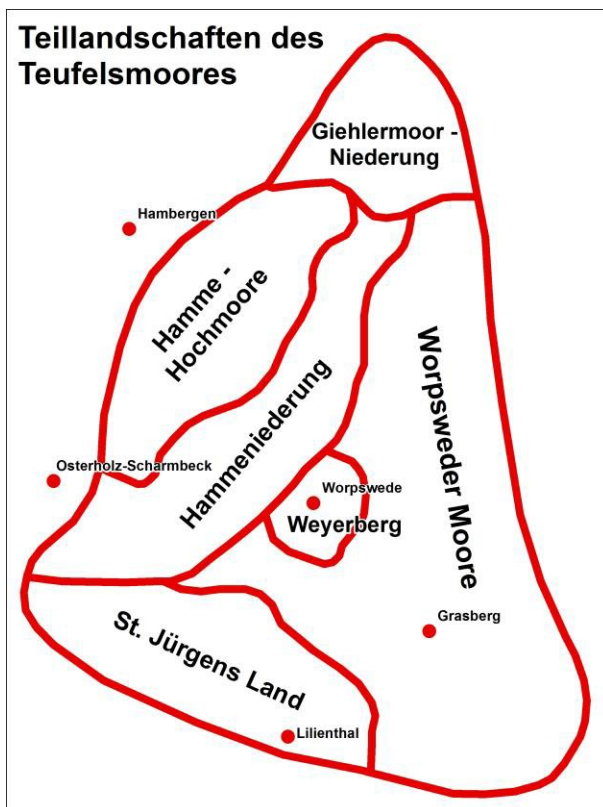 Teillandschaften des
Teufelsmoores
Giehlermoor -
Niederung
Hambergen
Hamme -
Hochmoore
Worpsweder Moore
Hammeniederung
Osterholz-Scharmbeck
Worpswede
Weyerberg
Grasberg
St. Jürgens Land
Lilienthal